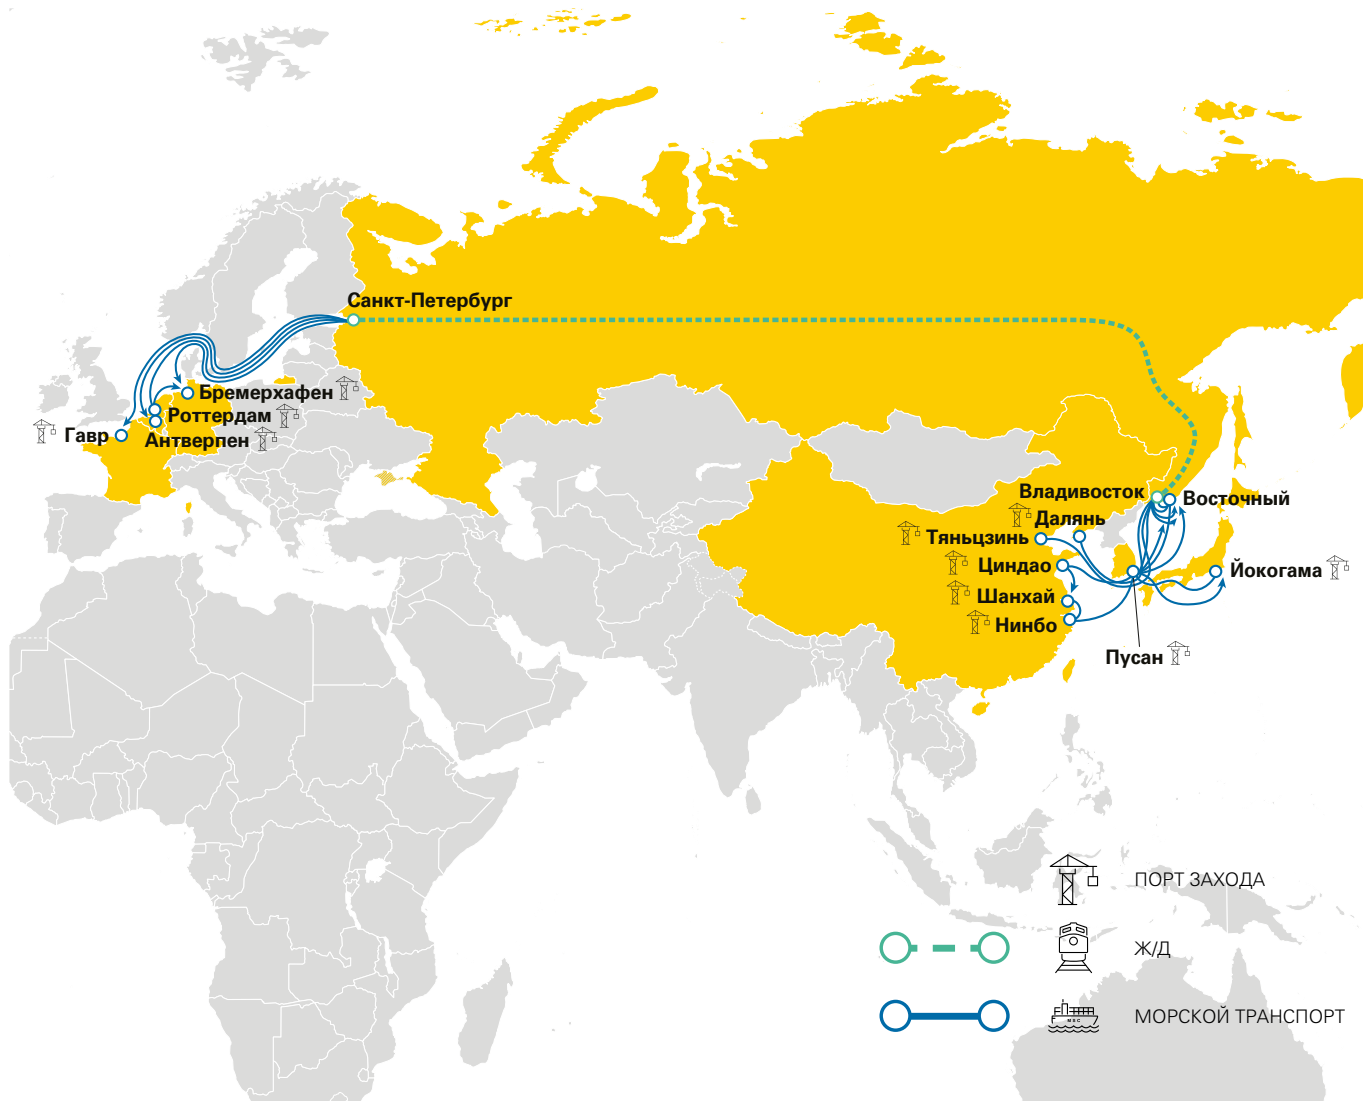 Санкт-Петербург
Бремерхафен
Роттердам
Гавр
Антверпен
Владивосток
Восточный
Далянь
Тяньцзинь
Циндао
Йокогама
Шанхай
Нинбо
Пусан
ПОРТ ЗАХОДА
Ж/Д
MSC
МОРСКОЙ ТРАНСПОРТ